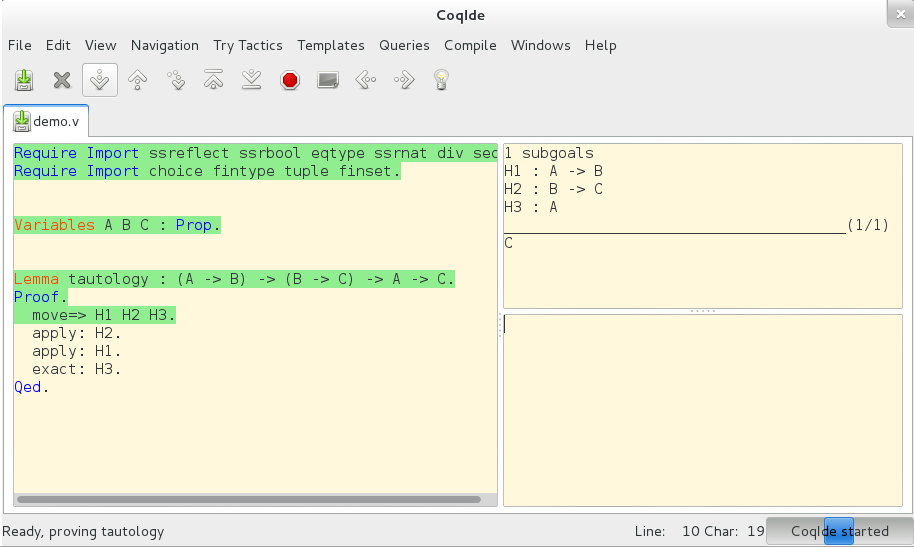 CoqIde
File Edit View Navigation Try Tactics Templates Queries Compile Windows Help
demo.v
Require Import ssreflect ssrbool eqtype ssrnat div sec
Require Import choice fintype tuple finset.
Variables A B C : Prop.
Lemma tautology : (A -> B) -> (B -> C) -> A -> C.
Proof.
move=> H1 H2 H3.
apply: H2.
apply: H1.
exact: H3.
Qed.
1 subgoals
H1 : A -> B
H2 : B -> C
H3 : A
(1/1)
C
Ready, proving tautology
Line: 10 Char: 19
CoqIde started